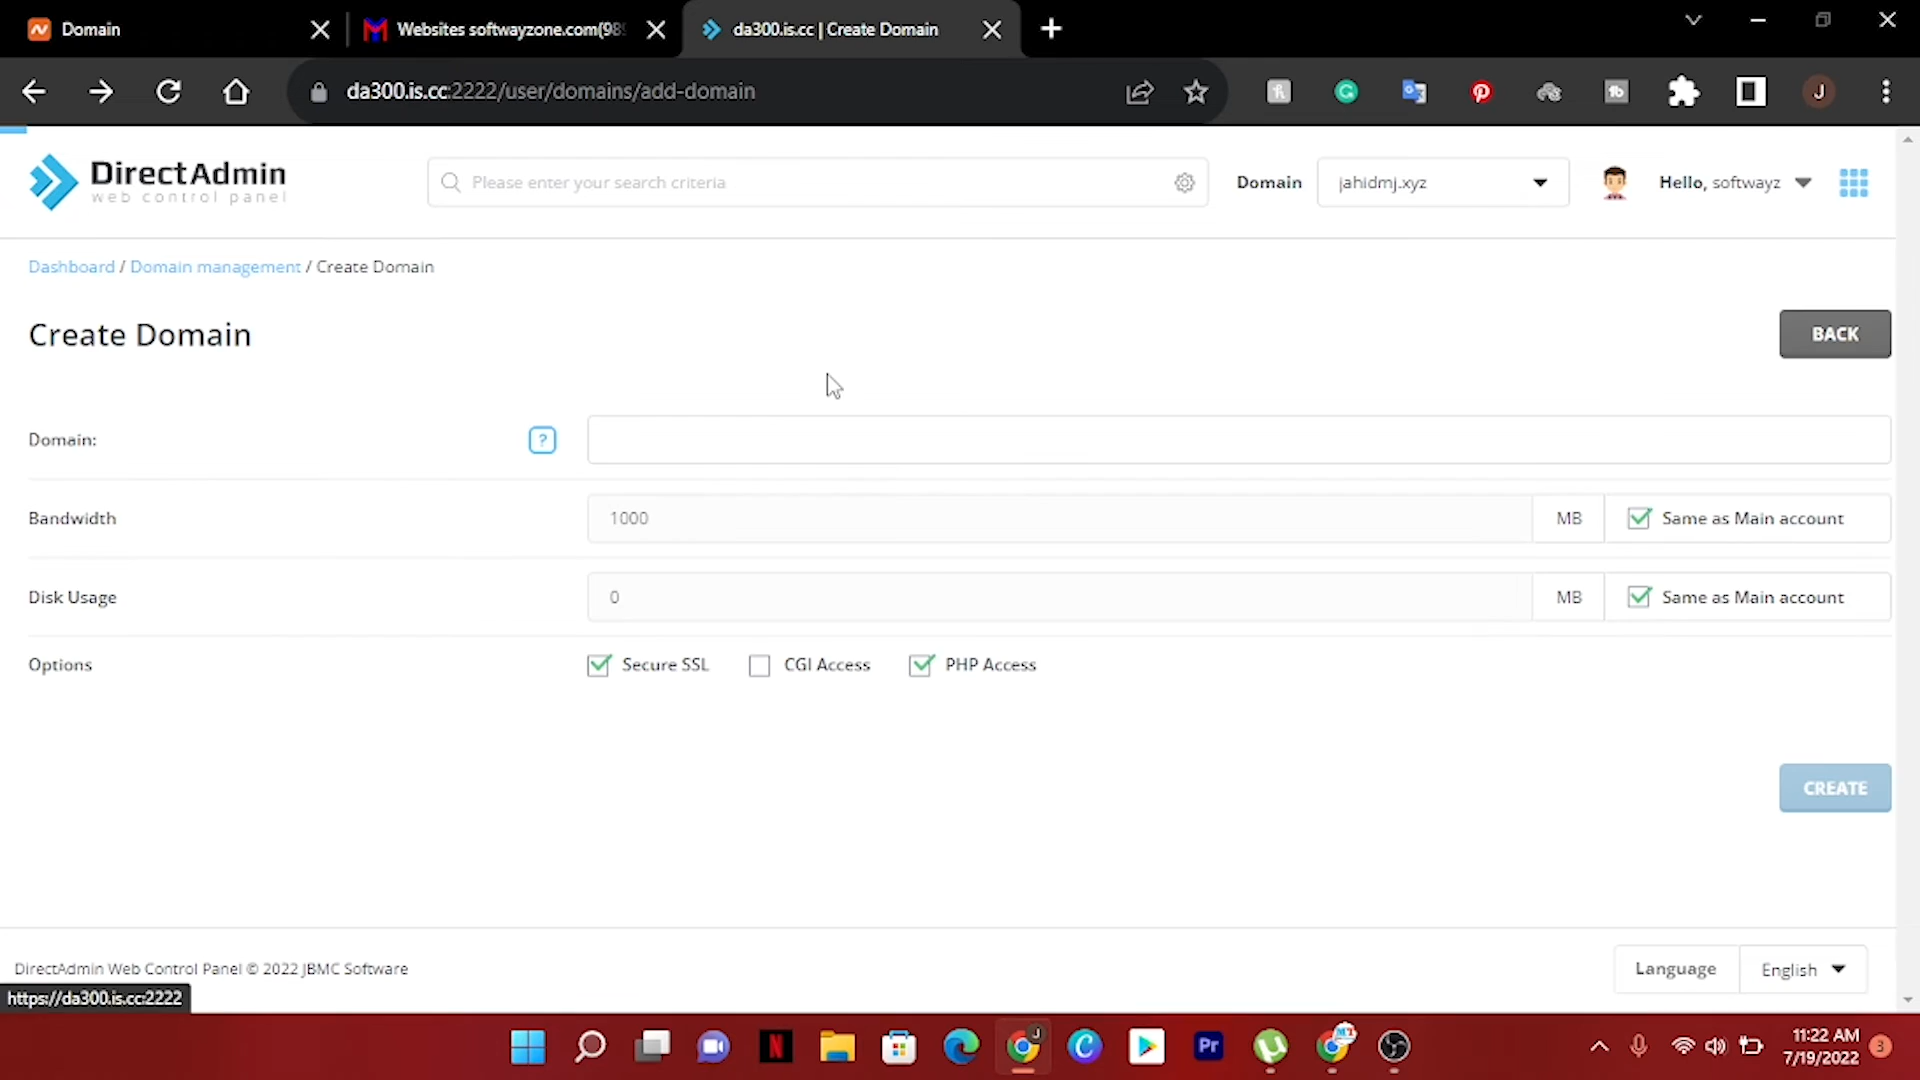 Domain
Websites softwayzone.com(989
da300.is.cc | Create Domain
da300.is.cc:2222/user/domains/add-domain
J
DirectAdmin
web control panel
Please enter your search criteria
Domain
jahidmj.xyz
Hello, softwayz
Dashboard / Domain management / Create Domain
Create Domain
BACK
Domain:
?
Bandwidth
1000
MB
Same as Main account
Disk Usage
0
MB
Same as Main account
Options
Secure SSL
CGI Access
PHP Access
CREATE
DirectAdmin Web Control Panel © 2022 JBMC Software
Language
English
https://da300.is.cc:2222
Pr
11:22 AM
7/19/2022
3